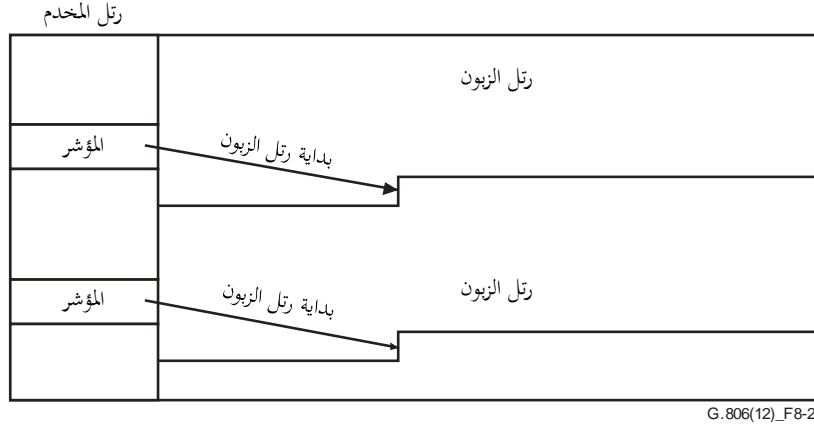 رتل المخدم
رتل الزبون
المؤشر
بداية رتل الزبون
رتل الزبون
المؤشر
بداية رتل الزبون
G.806(12)_F8-2